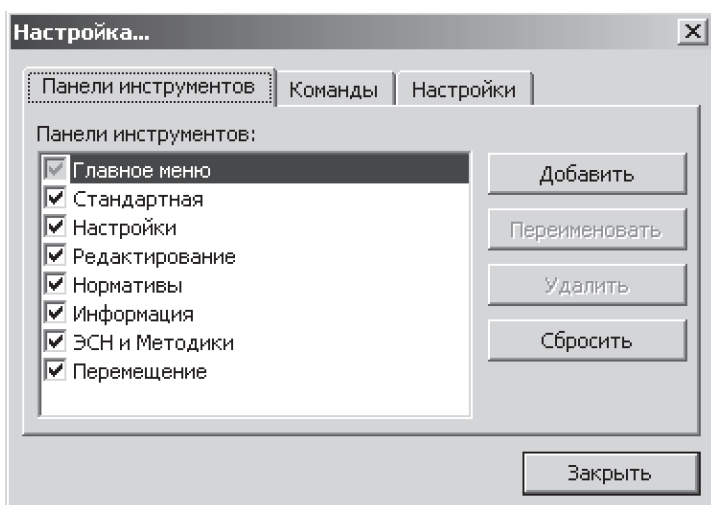 Настройка...
Панели инструментов Команды Настройки
Панели инструментов:
Главное меню
Стандартная
Настройки
Редактирование
Нормативы
Информация
ЭСН и Методики
Перемещение
Добавить
Переименовать
Удалить
Сбросить
Закрыть